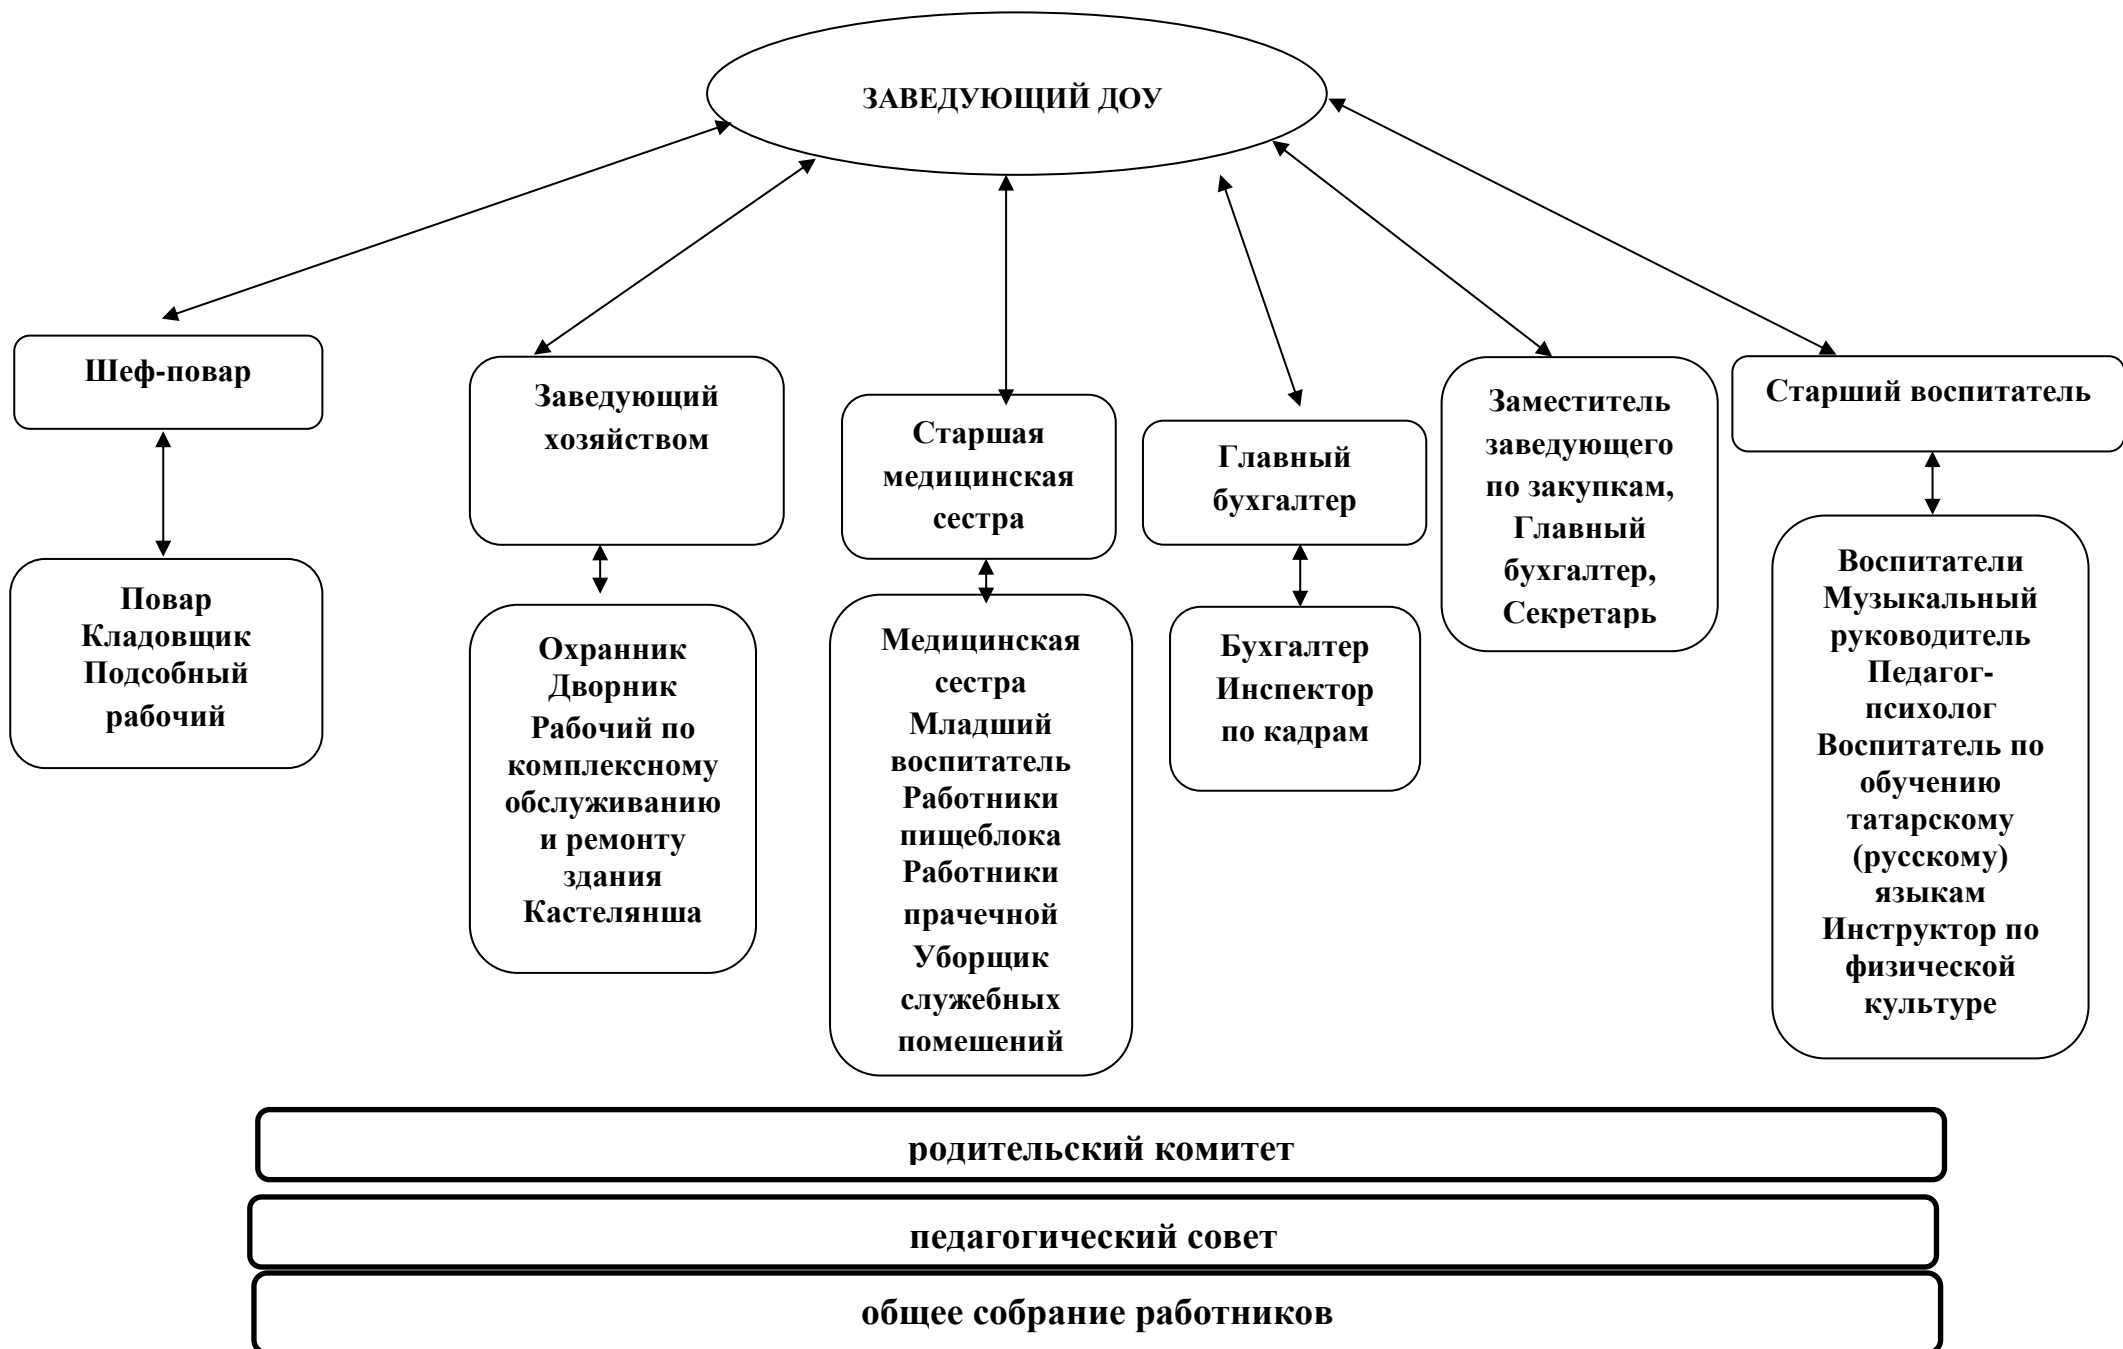 ЗАВЕДУЮЩИЙ ДОУ
Шеф-повар
Заведующий
хозяйством
Старшая
медицинская
сестра
Главный
бухгалтер
Заместитель
заведующего
по закупкам,
Главный
бухгалтер,
Секретарь
Старший воспитатель
Повар
Кладовщик
Подсобный
рабочий
Охранник
Дворник
Рабочий по
комплексному
обслуживанию
и ремонту
здания
Кастелянша
Медицинская
сестра
Младший
воспитатель
Работники
пищеблока
Работники
прачечной
Уборщик
служебных
помешений
Бухгалтер
Инспектор
по кадрам
Воспитатели
Музыкальный
руководитель
Педагог-
психолог
Воспитатель по
обучению
татарскому
(русскому)
языкам
Инструктор по
физической
культуре
родительский комитет
педагогический совет
общее собрание работников